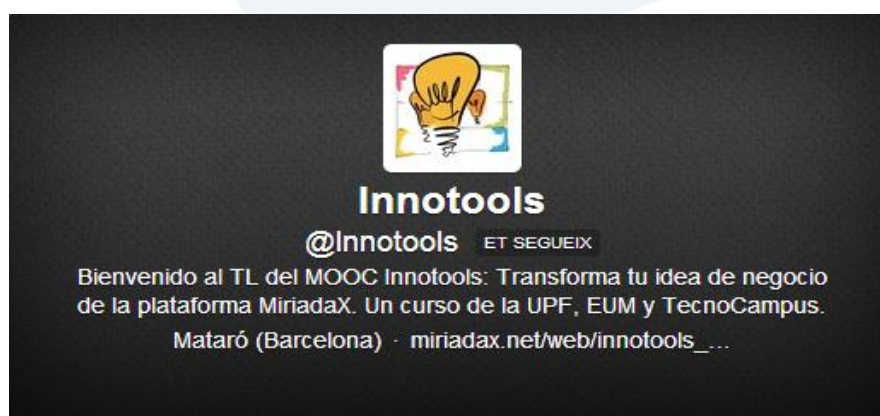 Innotools
@Innotools ET SEGUEIX
Bienvenido al TL del MOOC Innotools: Transforma tu idea de negocio
de la plataforma MiriadaX. Un curso de la UPF, EUM y TecnoCampus.
Mataró (Barcelona) · miriadax.net/web/innotools_...